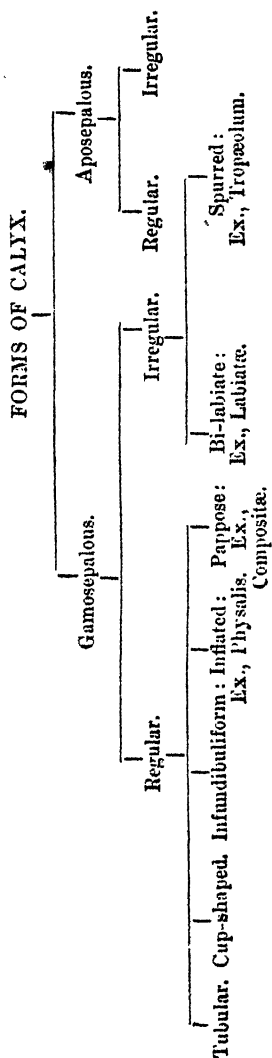 FORMS OF CALYX.
Gamosepalous. Aposepalous.
Regular. Irregular. Regular. Irregular.
Tubular. Cup-shaped. Infundibuliform: Inflated: Pappose: Bi-labiate: Spurred:
Ex., Physalis. Ex., Ex., Labiatæ. Ex., Tropæolum.
Compositæ.